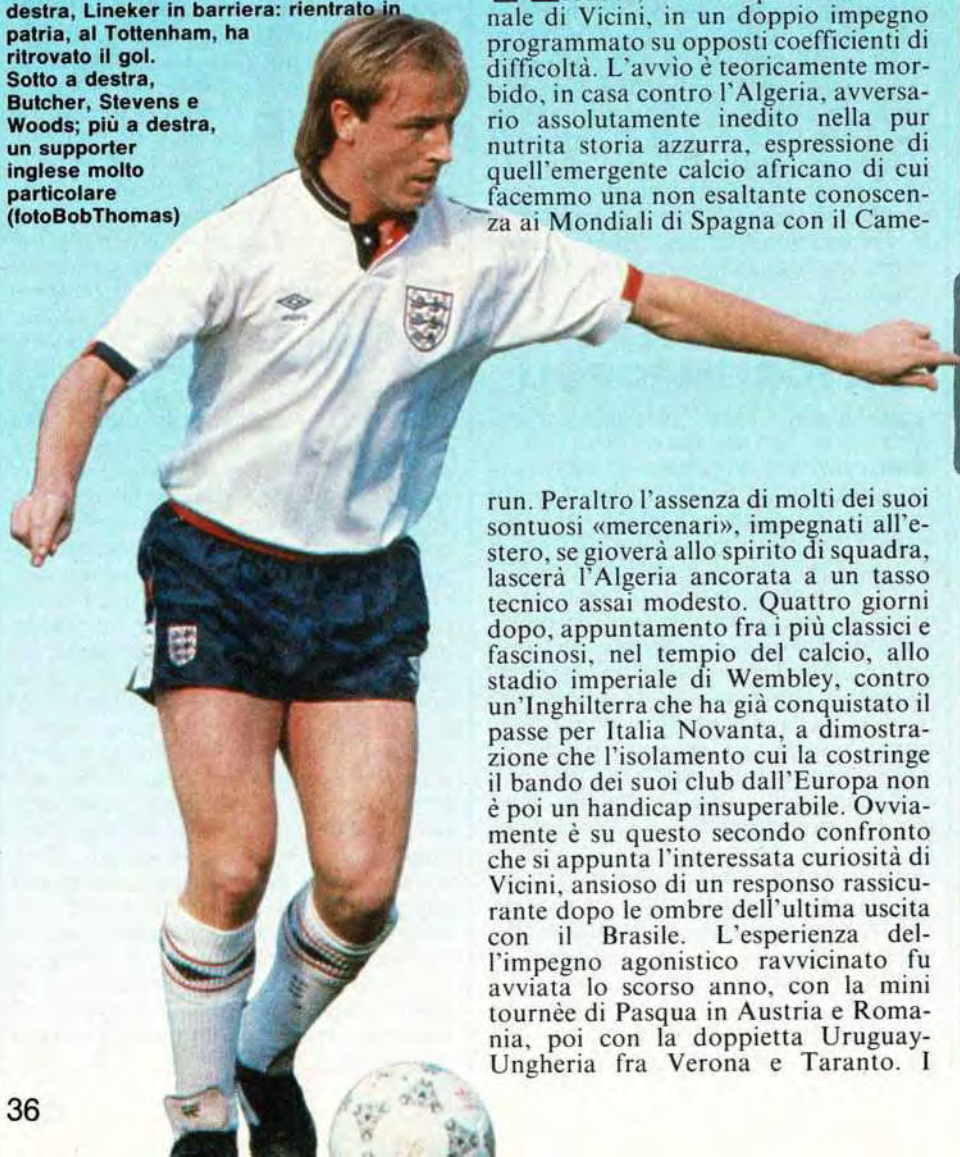 destra, Lineker in barriera: rientrato in
patria, al Tottenham, ha
ritrovato il gol.
Sotto a destra,
Butcher, Stevens e
Woods; più a destra,
un supporter
inglese molto
particolare
(fotoBobThomas)
nale di Vicini, in un doppio impegno
programmato su opposti coefficienti di
difficoltà. L'avvio è teoricamente mor-
bido, in casa contro l'Algeria, avversa-
rio assolutamente inedito nella pur
nutrita storia azzurra, espressione di
quell'emergente calcio africano di cui
facemmo una non esaltante conoscen-
za ai Mondiali di Spagna con il Came-
run. Peraltro l'assenza di molti dei suoi
sontuosi «mercenari», impegnati all'e-
stero, se gioverà allo spirito di squadra,
lascerà l'Algeria ancorata a un tasso
tecnico assai modesto. Quattro giorni
dopo, appuntamento fra i più classici e
fascinosi, nel tempio del calcio, allo
stadio imperiale di Wembley, contro
un'Inghilterra che ha già conquistato il
passe per Italia Novanta, a dimostra-
zione che l'isolamento cui la costringe
il bando dei suoi club dall'Europa non
è poi un handicap insuperabile. Ovvia-
mente è su questo secondo confronto
che si appunta l'interessata curiosità di
Vicini, ansioso di un responso rassicu-
rante dopo le ombre dell'ultima uscita
con il Brasile. L'esperienza del-
l'impegno agonistico ravvicinato fu
avviata lo scorso anno, con la mini
tournèe di Pasqua in Austria e Roma-
nia, poi con la doppietta Uruguay-
Ungheria fra Verona e Taranto. I
36